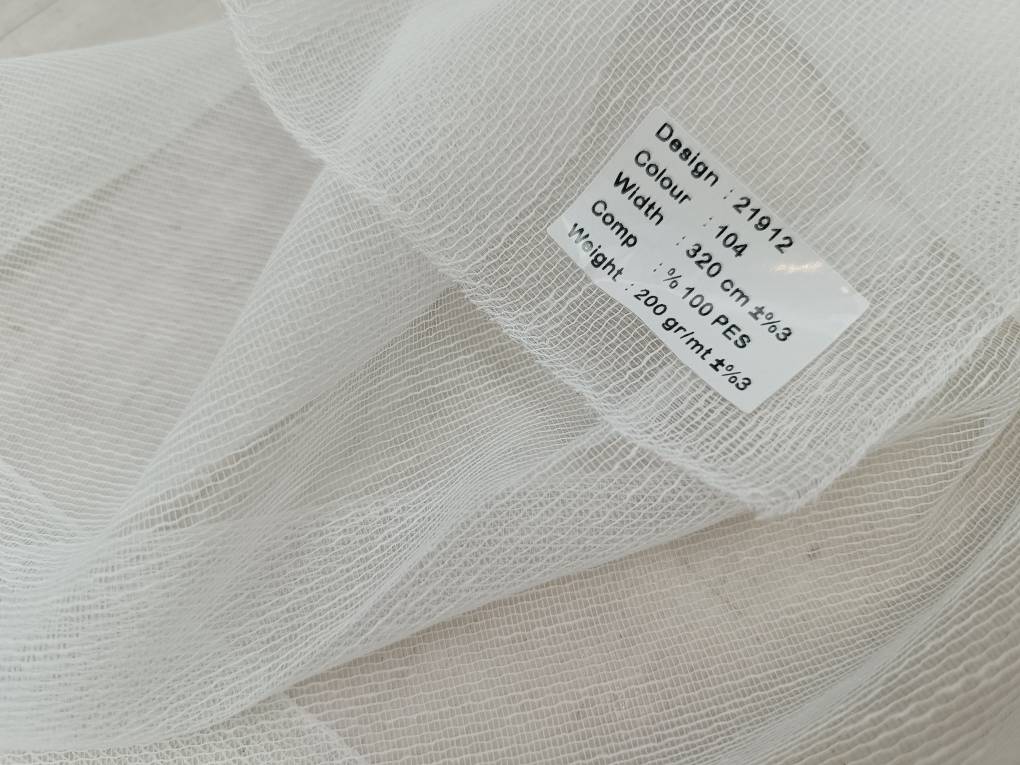 Design : 21912
Colour : 104
Width : 320 cm ±%3
Comp : % 100 PES
Weight : 200 gr/mt ±%3